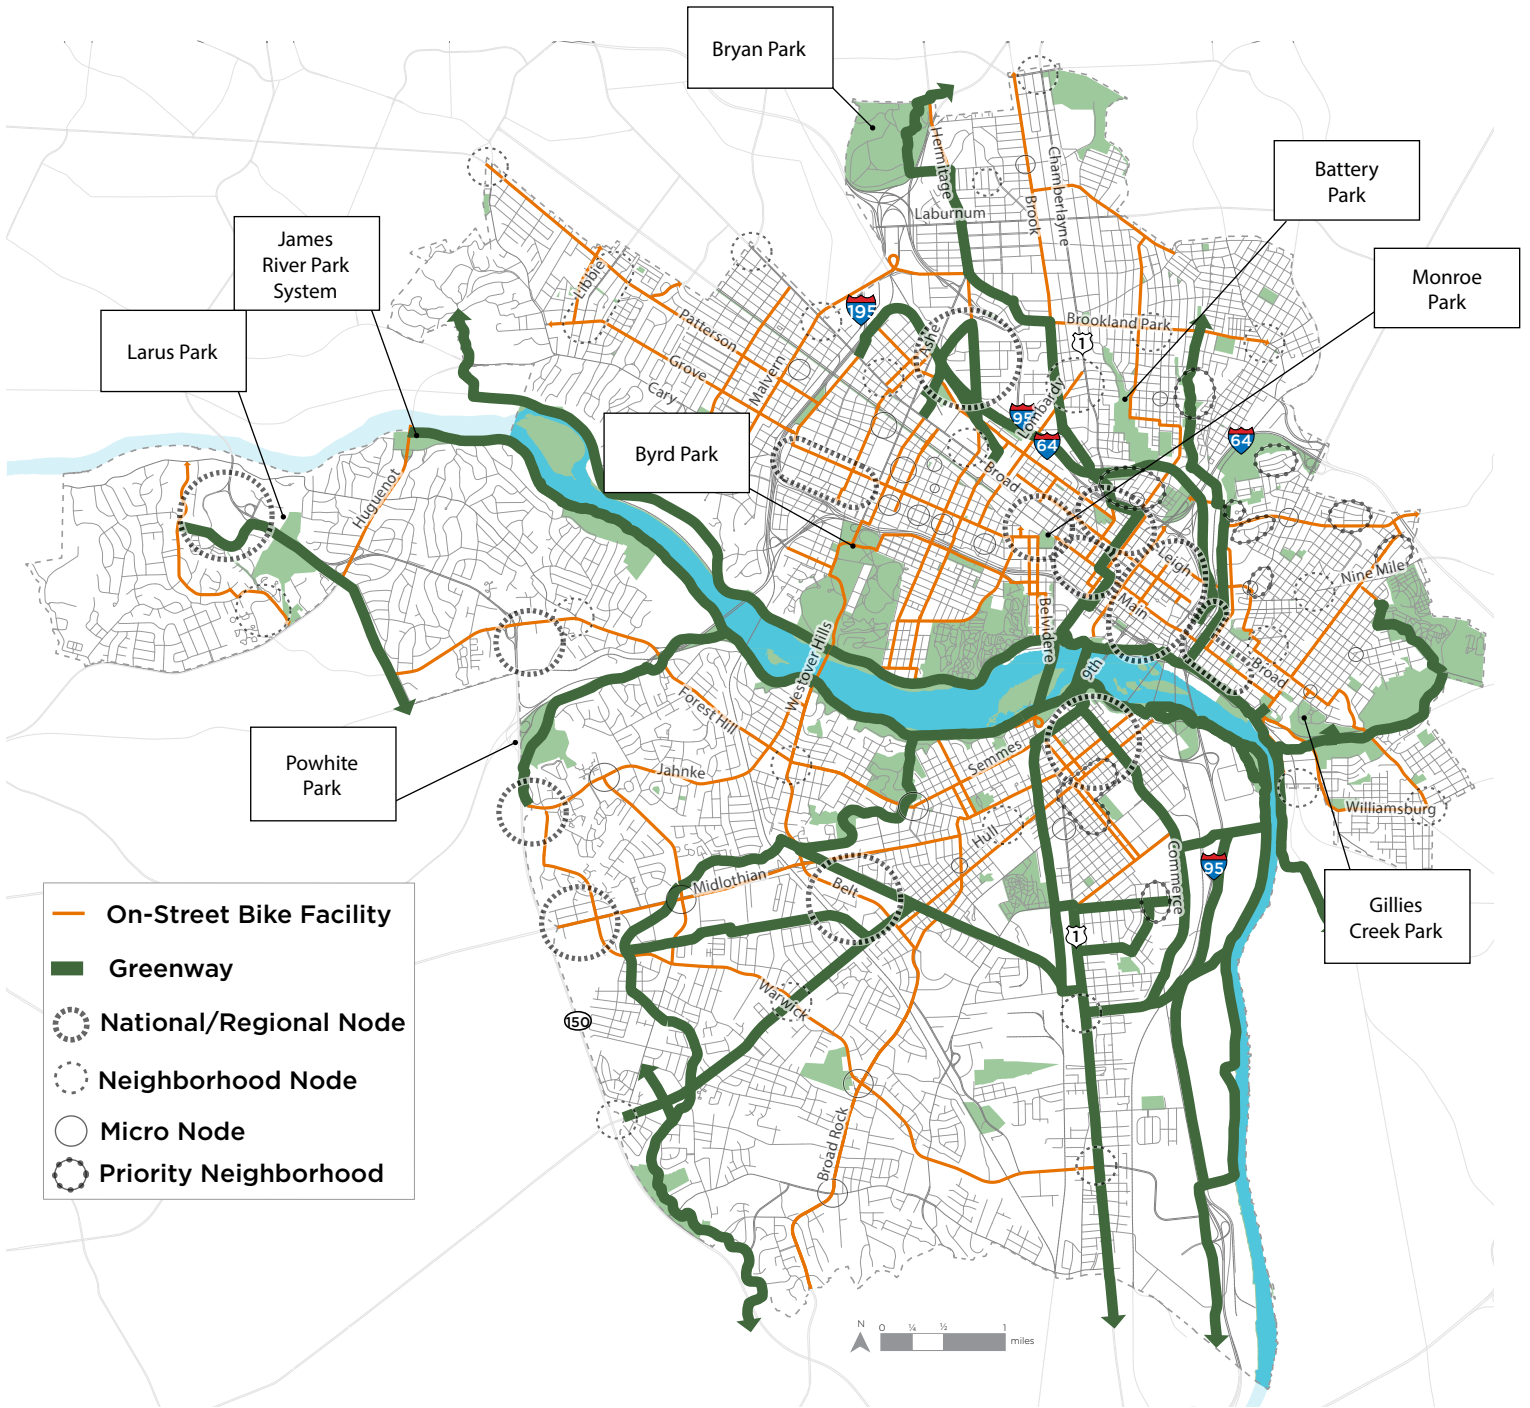 Bryan Park
Battery
Park
James
River Park
System
Monroe
Park
Larus Park
Byrd Park
Powhite
Park
Gillies
Creek Park
Hermitage
Chamberlayne
Brook
Laburnum
Libbie
Patterson
Grove
Malvern
Cary
195
Ashe
Brookland Park
1
95
64
Lombardy
64
Broad
Huguenot
Leigh
Main
Nine Mile
Belvidere
Broad
9th
Westover Hills
Forest Hill
Jahnke
Semmes
Hull
Williamsburg
Midlothian
Belt
Commerce
95
1
Warwick
150
Broad Rock
On-Street Bike Facility
Greenway
National/Regional Node
Neighborhood Node
Micro Node
Priority Neighborhood
N
0 ¼ ½ 1
miles